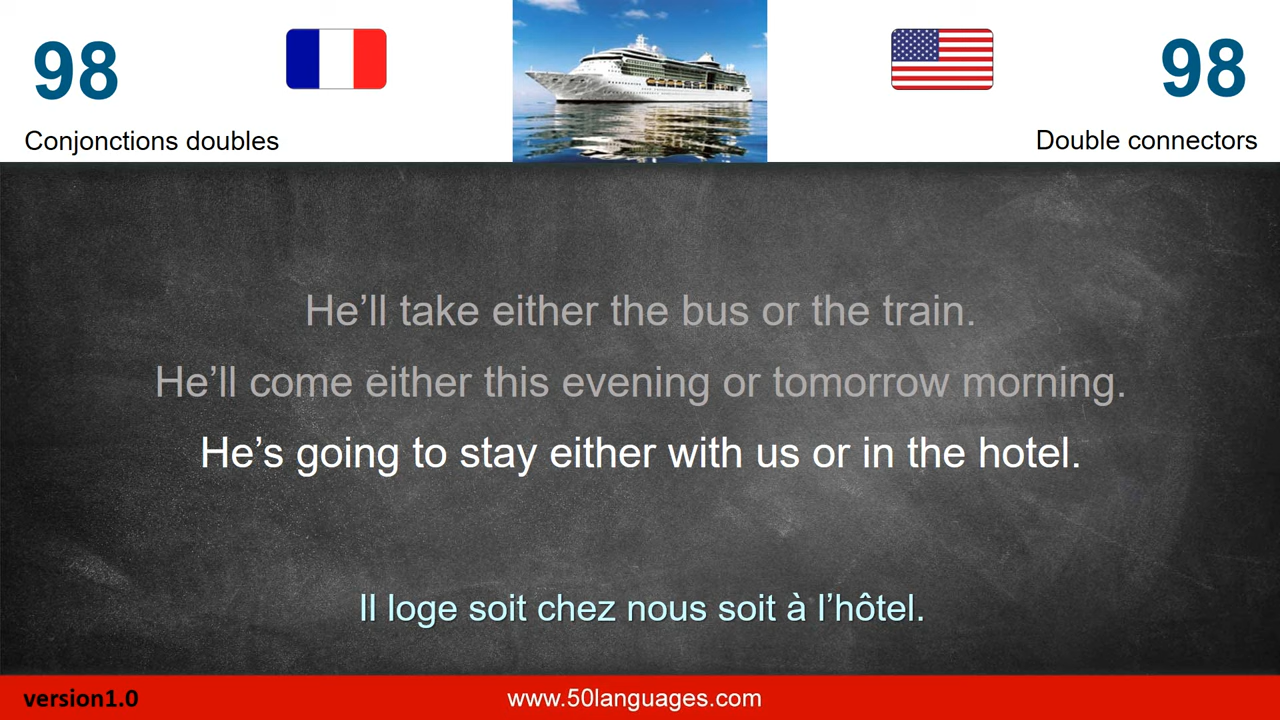 98
98
Conjonctions doubles
Double connectors
He’ll take either the bus or the train.
He’ll come either this evening or tomorrow morning.
He’s going to stay either with us or in the hotel.
Il loge soit chez nous soit à l’hôtel.
version1.0
www.50languages.com